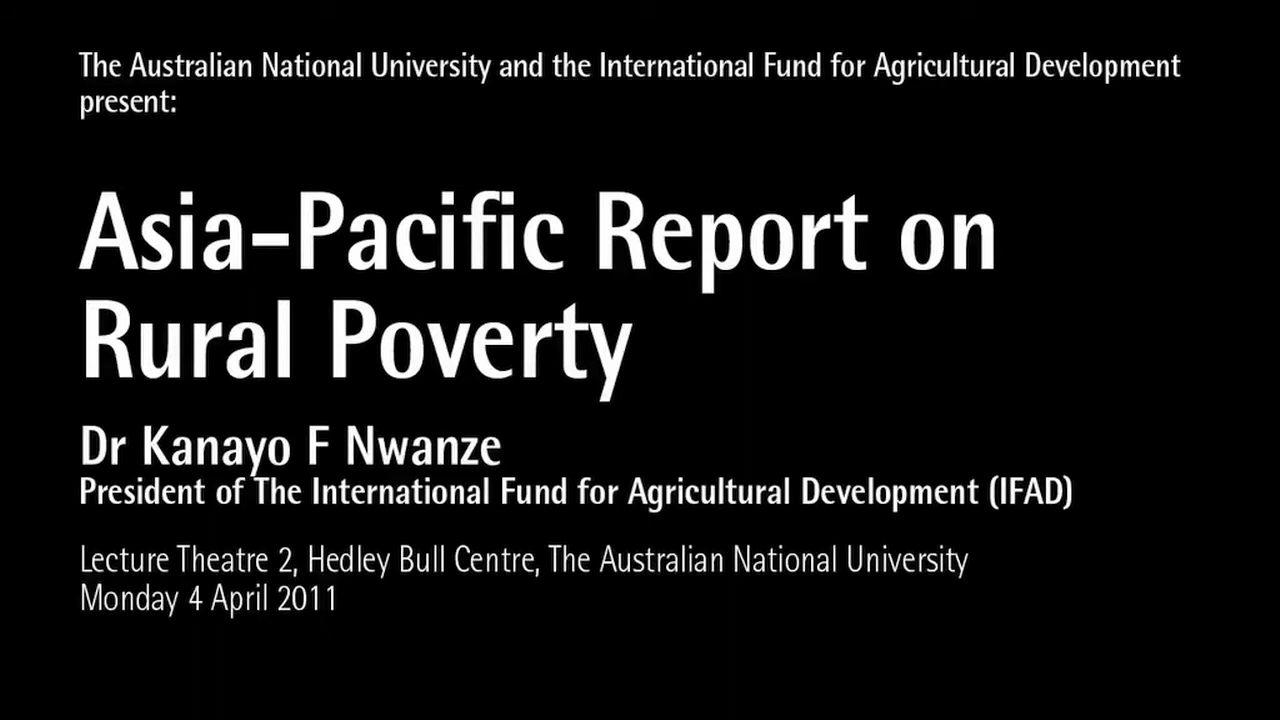 The Australian National University and the International Fund for Agricultural Development
present:
Asia-Pacific Report on
Rural Poverty
Dr Kanayo F Nwanze
President of The International Fund for Agricultural Development (IFAD)
Lecture Theatre 2, Hedley Bull Centre, The Australian National University
Monday 4 April 2011